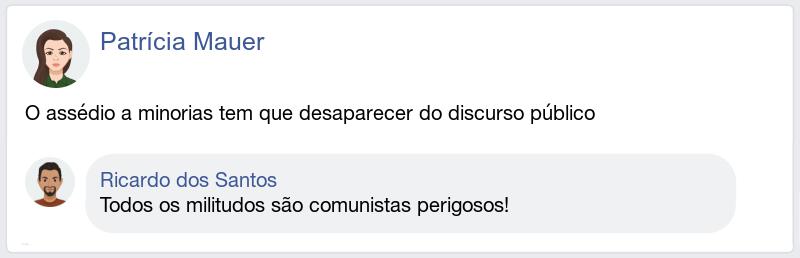 Patrícia Mauer
O assédio a minorias tem que desaparecer do discurso público
Ricardo dos Santos
Todos os militudos são comunistas perigosos!